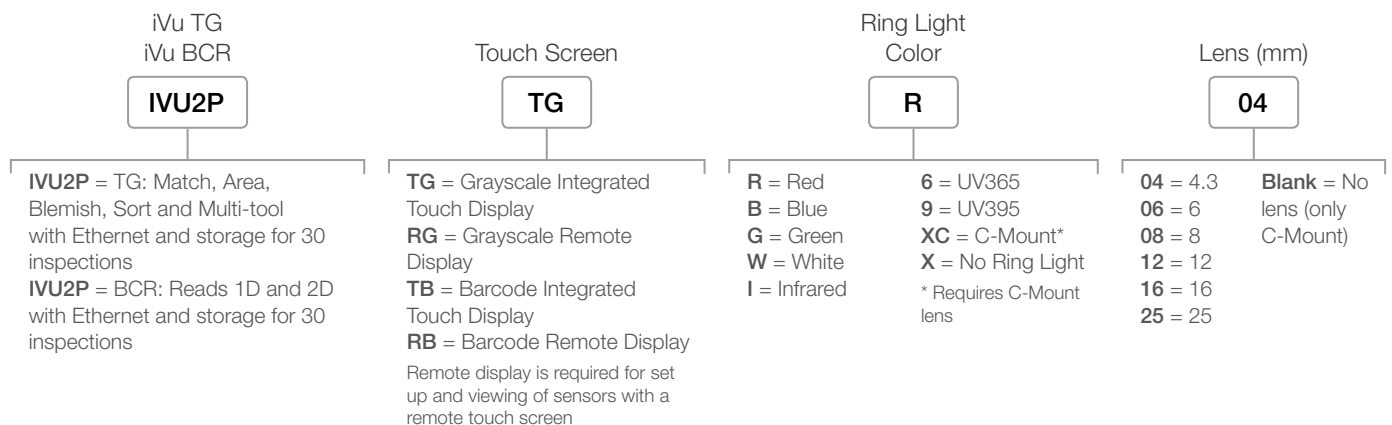 iVu TG
iVu BCR
IVU2P
IVU2P = TG: Match, Area,
Blemish, Sort and Multi-tool
with Ethernet and storage for 30
inspections
IVU2P = BCR: Reads 1D and 2D
with Ethernet and storage for 30
inspections
Touch Screen
TG
TG = Grayscale Integrated
Touch Display
RG = Grayscale Remote
Display
TB = Barcode Integrated
Touch Display
RB = Barcode Remote Display
Remote display is required for set
up and viewing of sensors with a
remote touch screen
Ring Light
Color
R
R = Red
B = Blue
G = Green
W = White
I = Infrared
6 = UV365
9 = UV395
XC = C-Mount*
X = No Ring Light
* Requires C-Mount
lens
Lens (mm)
04
04 = 4.3
06 = 6
08 = 8
12 = 12
16 = 16
25 = 25
Blank = No
lens (only
C-Mount)